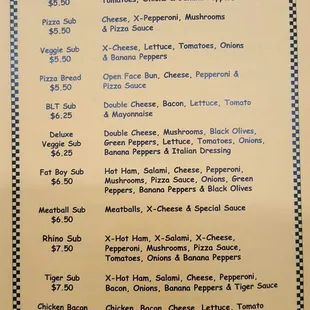 $5.50
Pizza Sub Cheese, X-Pepperoni, Mushrooms
$5.50 & Pizza Sauce
Veggie Sub X-Cheese, Lettuce, Tomatoes, Onions
$5.50 & Banana Peppers
Pizza Bread Open Face Bun, Cheese, Pepperoni &
$5.50 Pizza Sauce
BLT Sub Double Cheese, Bacon, Lettuce, Tomato
$6.25 & Mayonnaise
Deluxe Double Cheese, Mushrooms, Black Olives,
Veggie Sub Green Peppers, Lettuce, Tomatoes, Onions,
$6.25 Banana Peppers & Italian Dressing
Fat Boy Sub Hot Ham, Salami, Cheese, Pepperoni,
$6.50 Mushrooms, Pizza Sauce, Onions, Green
Peppers, Banana Peppers & Black Olives
Meatball Sub Meatballs, X-Cheese & Special Sauce
$6.50
Rhino Sub X-Hot Ham, X-Salami, X-Cheese,
$7.50 Pepperoni, Mushrooms, Pizza Sauce,
Tomatoes, Onions & Banana Peppers
Tiger Sub X-Hot Ham, Salami, Cheese, Pepperoni,
$7.50 Bacon, Onions, Banana Peppers & Tiger Sauce
Chicken Bacon Chicken, Bacon, Cheese, Lettuce, Tomato